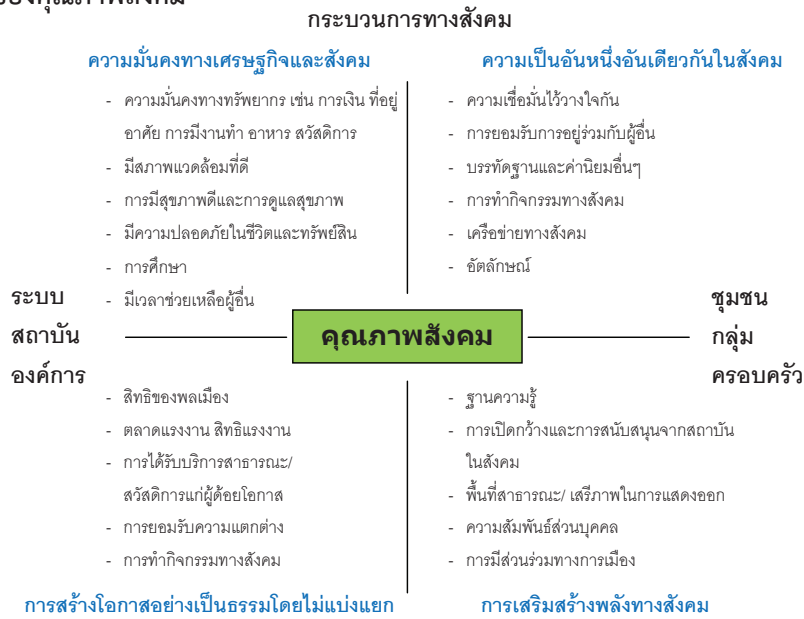 ของคุณภาพสังคม
กระบวนการทางสังคม
ความมั่นคงทางเศรษฐกิจและสังคม
- ความมั่นคงทางทรัพยากร เช่น การเงิน ที่อยู่
อาศัย การมีงานทำ อาหาร สวัสดิการ
- มีสภาพแวดล้อมที่ดี
- การมีสุขภาพดีและการดูแลสุขภาพ
- มีความปลอดภัยในชีวิตและทรัพย์สิน
- การศึกษา
- มีเวลาช่วยเหลือผู้อื่น
ความเป็นอันหนึ่งอันเดียวกันในสังคม
- ความเชื่อมั่นไว้วางใจกัน
- การยอมรับการอยู่ร่วมกับผู้อื่น
- บรรทัดฐานและค่านิยมอื่นๆ
- การทำกิจกรรมทางสังคม
- เครือข่ายทางสังคม
- อัตลักษณ์
ระบบ
สถาบัน
องค์การ
คุณภาพสังคม
ชุมชน
กลุ่ม
ครอบครัว
- สิทธิของพลเมือง
- ตลาดแรงงาน สิทธิแรงงาน
- การได้รับบริการสาธารณะ/
สวัสดิการแก่ผู้ด้อยโอกาส
- การยอมรับความแตกต่าง
- การทำกิจกรรมทางสังคม
การสร้างโอกาสอย่างเป็นธรรมโดยไม่แบ่งแยก
- ฐานความรู้
- การเปิดกว้างและการสนับสนุนจากสถาบัน
ในสังคม
- พื้นที่สาธารณะ/ เสรีภาพในการแสดงออก
- ความสัมพันธ์ส่วนบุคคล
- การมีส่วนร่วมทางการเมือง
การเสริมสร้างพลังทางสังคม